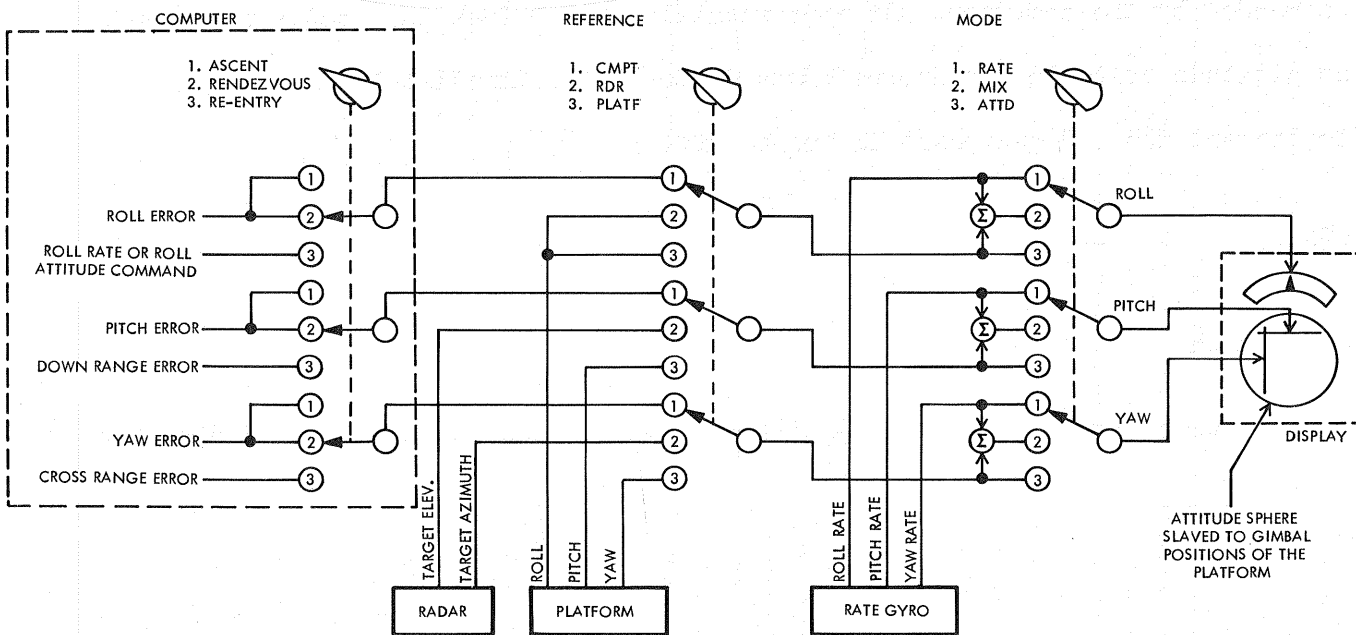 COMPUTER
REFERENCE
MODE
1. ASCENT
2. RENDEZVOUS
3. RE-ENTRY
1. CMPT
2. RDR
3. PLATF
1. RATE
2. MIX
3. ATTD
ROLL ERROR
ROLL RATE OR ROLL
ATTITUDE COMMAND
PITCH ERROR
DOWN RANGE ERROR
YAW ERROR
CROSS RANGE ERROR
1
2
3
1
2
3
1
2
3
1
2
3
1
2
3
1
2
3
1
Σ 2
3
1
Σ 2
3
1
Σ 2
3
ROLL
PITCH
YAW
DISPLAY
ATTITUDE SPHERE
SLAVED TO GIMBAL
POSITIONS OF THE
PLATFORM
TARGET ELEV.
TARGET AZIMUTH
ROLL
PITCH
YAW
ROLL RATE
PITCH RATE
YAW RATE
RADAR
PLATFORM
RATE GYRO